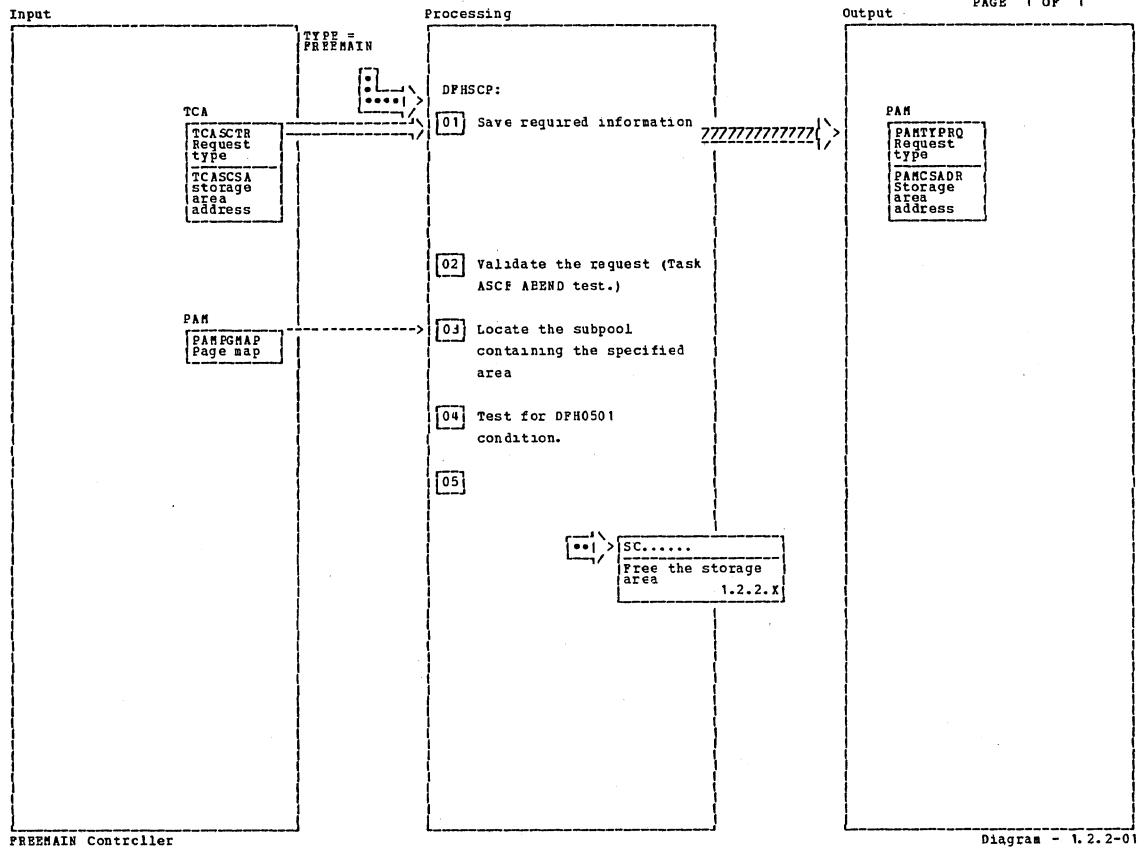 PAGE 1 OF 1
Input
Processing
Output
TYPE =
FREEMAIN
DFHSCP:
TCA
TCASCTR
Request
type
TCASCSA
storage
area
address
01 Save required information
PAM
PAMTYPRQ
Request
type
PAMCSADR
Storage
area
address
02 Validate the request (Task
ASCF ABEND test.)
PAM
PAMPGMAP
Page map
03 Locate the subpool
containing the specified
area
04 Test for DFH0501
condition.
05
SC......
Free the storage
area
1.2.2.X
FREEMAIN Controller
Diagram - 1.2.2-01